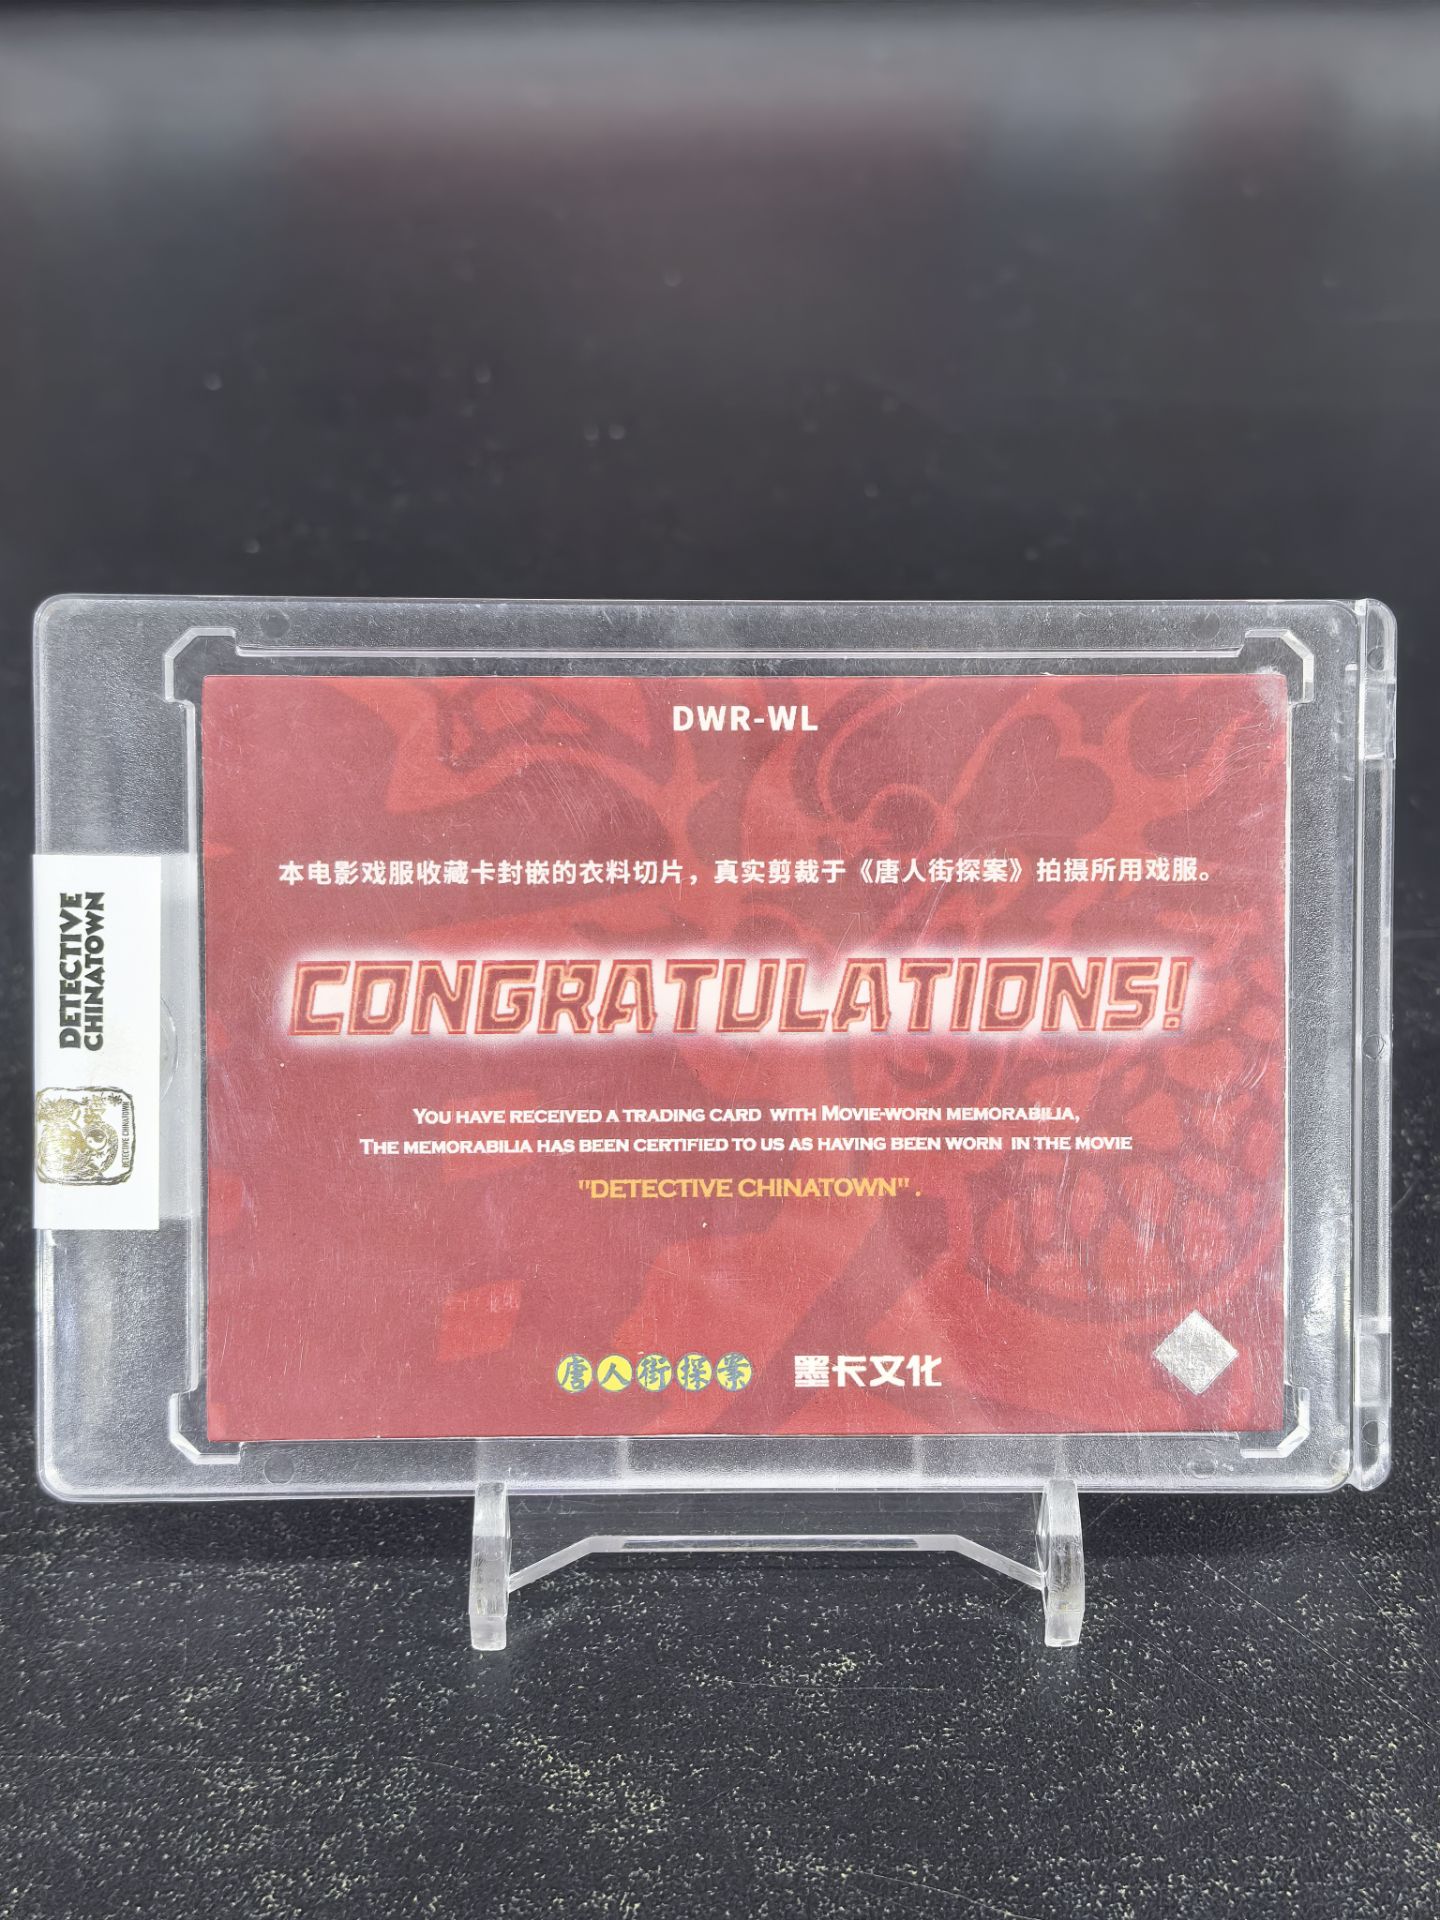 DWR-WL
本电影戏服收藏卡封嵌的衣料切片，真实剪裁于《唐人街探案》拍摄所用戏服。
CONGRATULATIONS!
YOU HAVE RECEIVED A TRADING CARD WITH MOVIE-WORN MEMORABILIA,
THE MEMORABILIA HAS BEEN CERTIFIED TO US AS HAVING BEEN WORN IN THE MOVIE
"DETECTIVE CHINATOWN" .
唐人街探案 墨卡文化
DETECTIVE
CHINATOWN
DETECTIVE CHINATOWN